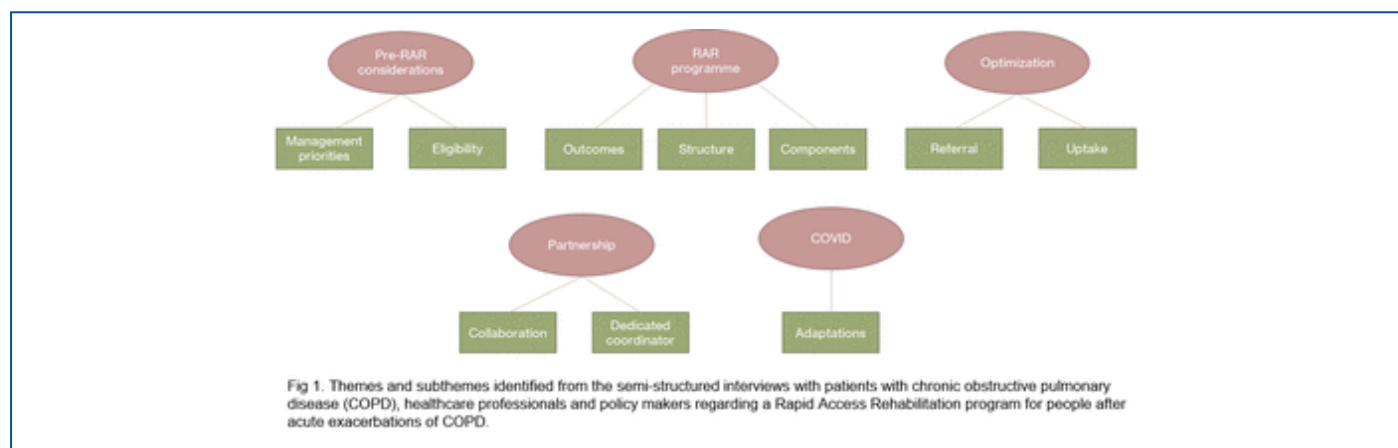 Pre-RAR
considerations
RAR
programme
Optimization
Management
priorities
Eligibility
Outcomes
Structure
Components
Referral
Uptake
Partnership
COVID
Collaboration
Dedicated
coordinator
Adaptations
Fig 1. Themes and subthemes identified from the semi-structured interviews with patients with chronic obstructive pulmonary
disease (COPD), healthcare professionals and policy makers regarding a Rapid Access Rehabilitation program for people after
acute exacerbations of COPD.